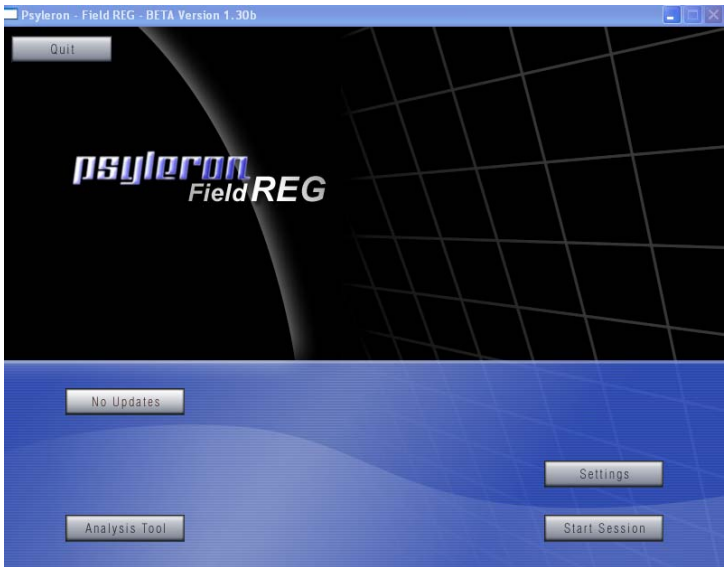 Psyleron - Field REG - BETA Version 1.30b
Quit
psyleron
Field REG
No Updates
Settings
Analysis Tool
Start Session